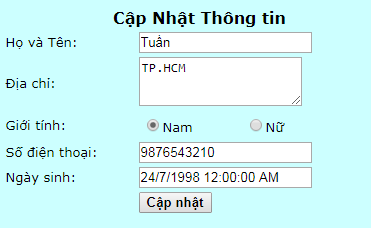 Cập Nhật Thông tin
Họ và Tên: Tuấn
Địa chỉ: TP.HCM
Giới tính: Nam Nữ
Số điện thoại: 9876543210
Ngày sinh: 24/7/1998 12:00:00 AM
Cập nhật